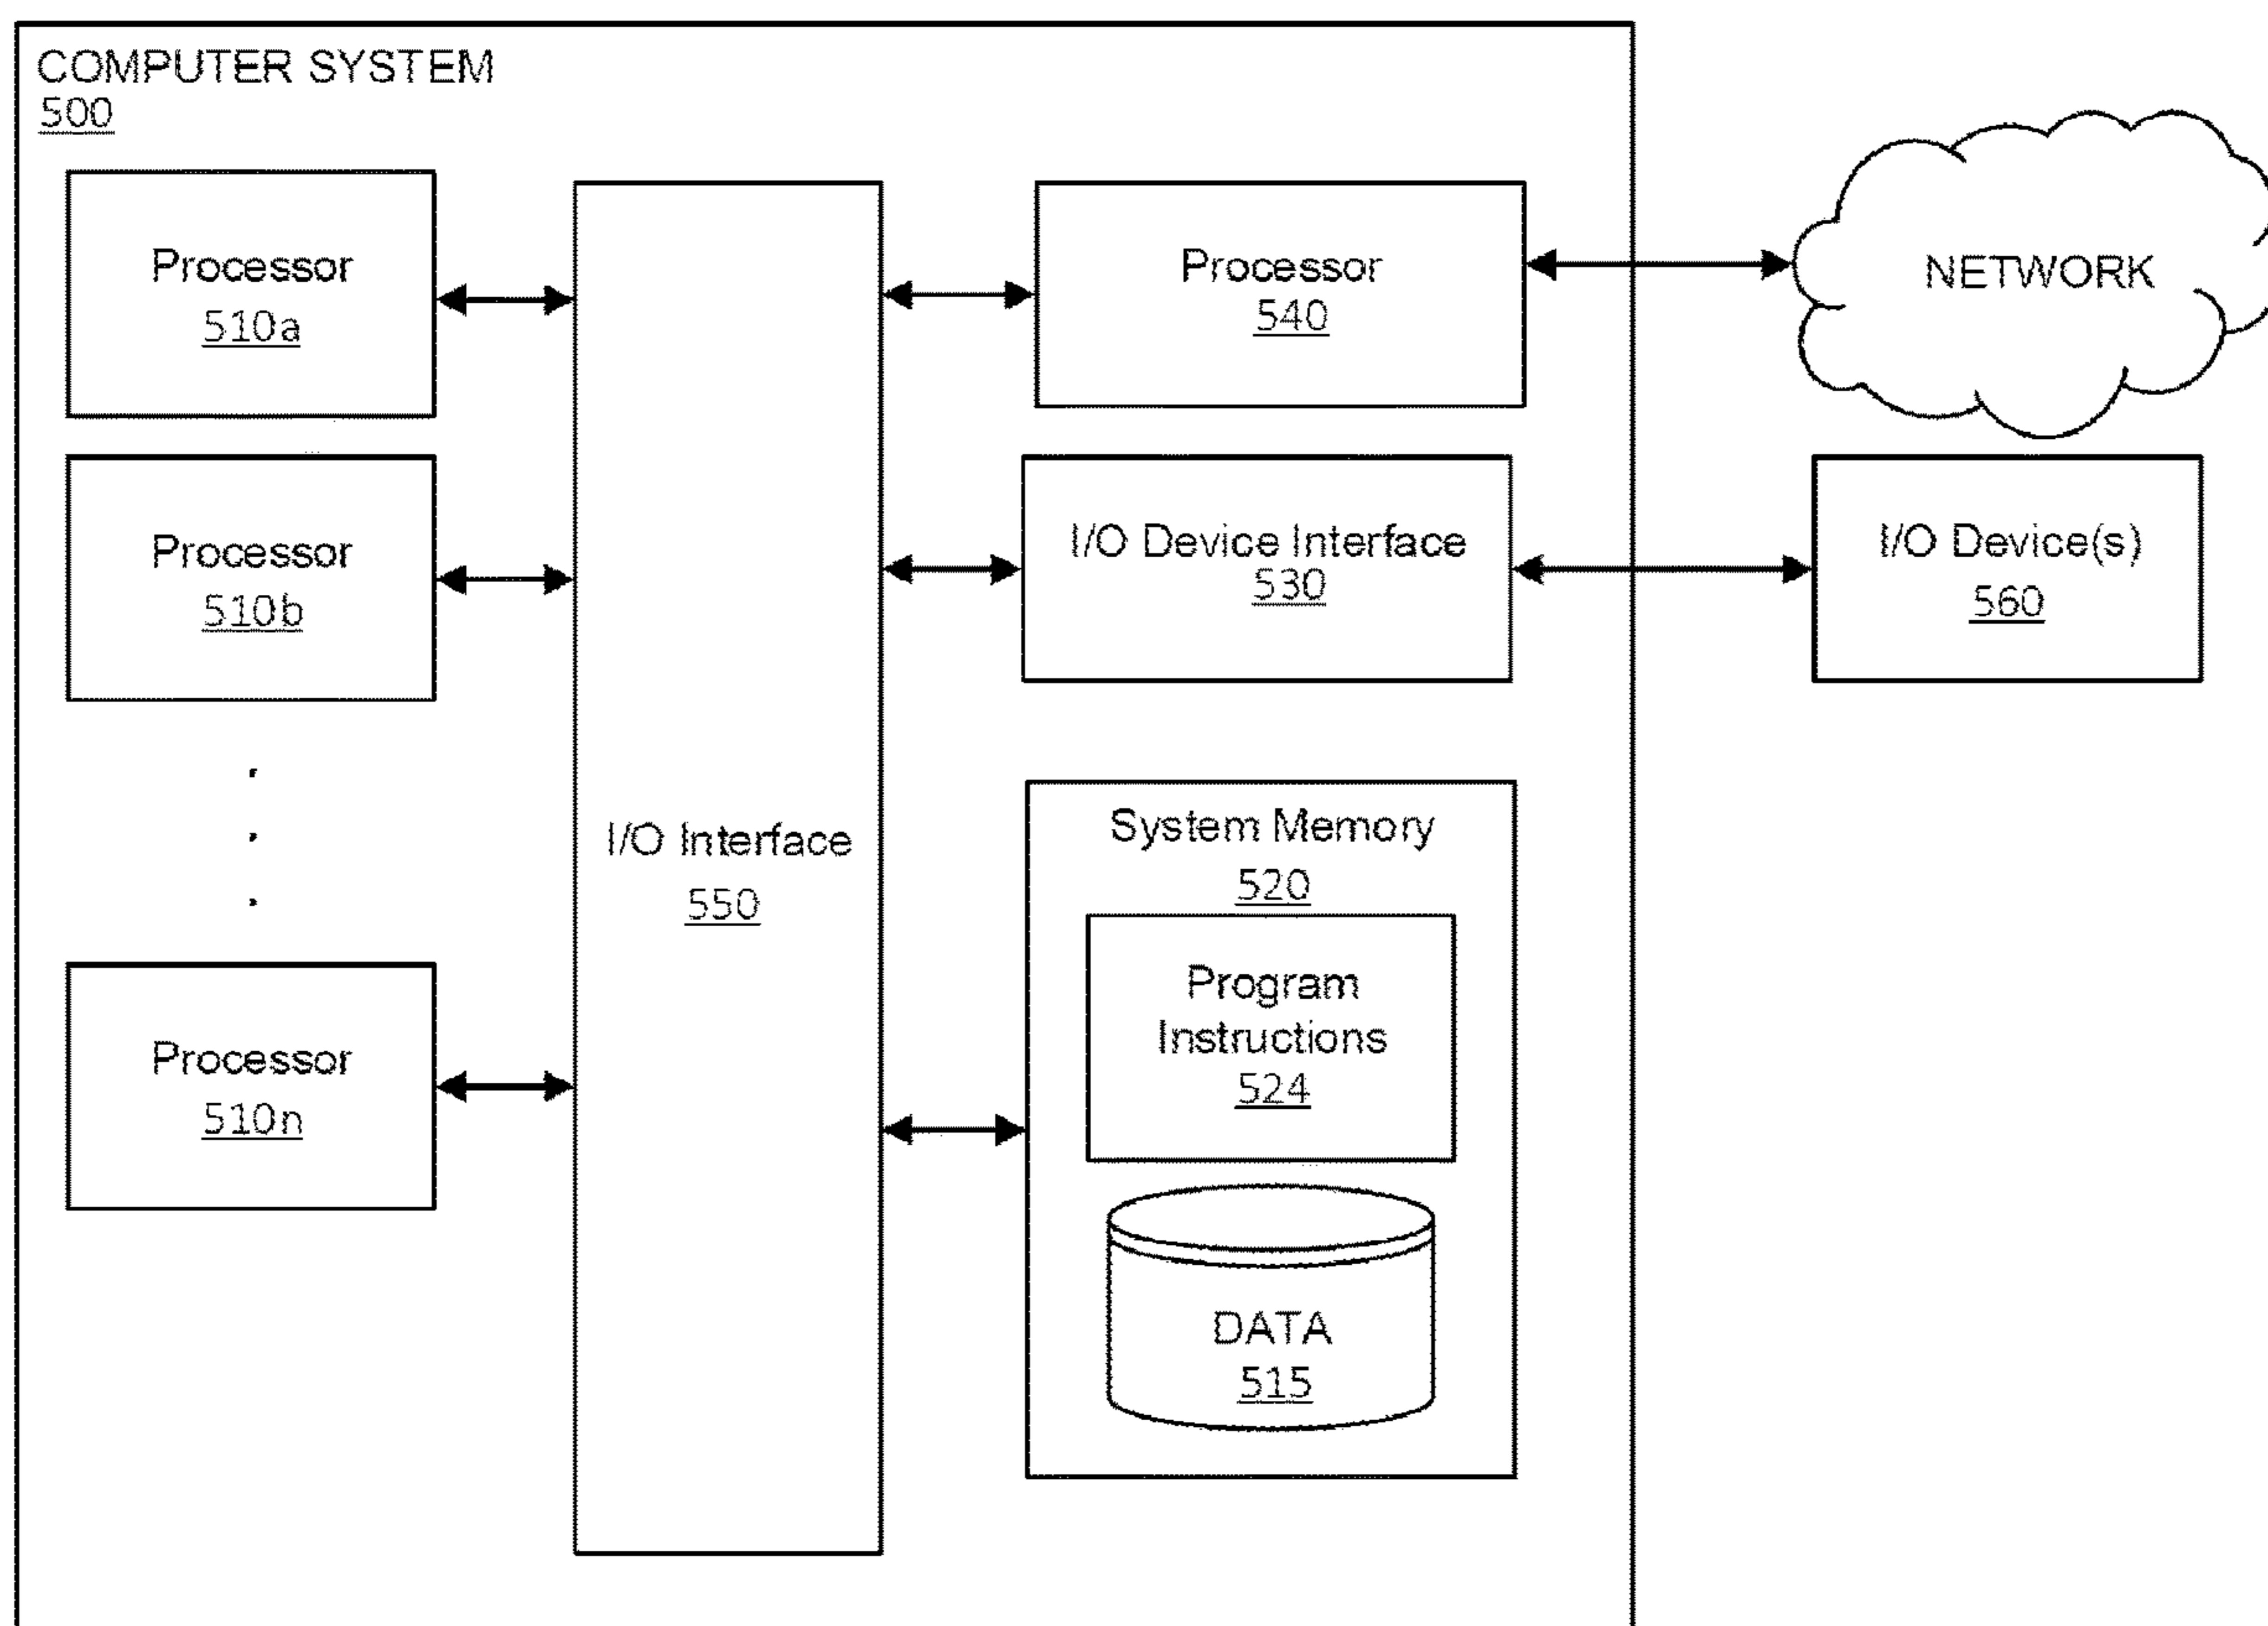 COMPUTER SYSTEM
500
Processor
510a
Processor
510b
Processor
510n
I/O Interface
550
Processor
540
I/O Device Interface
530
System Memory
520
Program
Instructions
524
DATA
515
NETWORK
I/O Device(s)
560